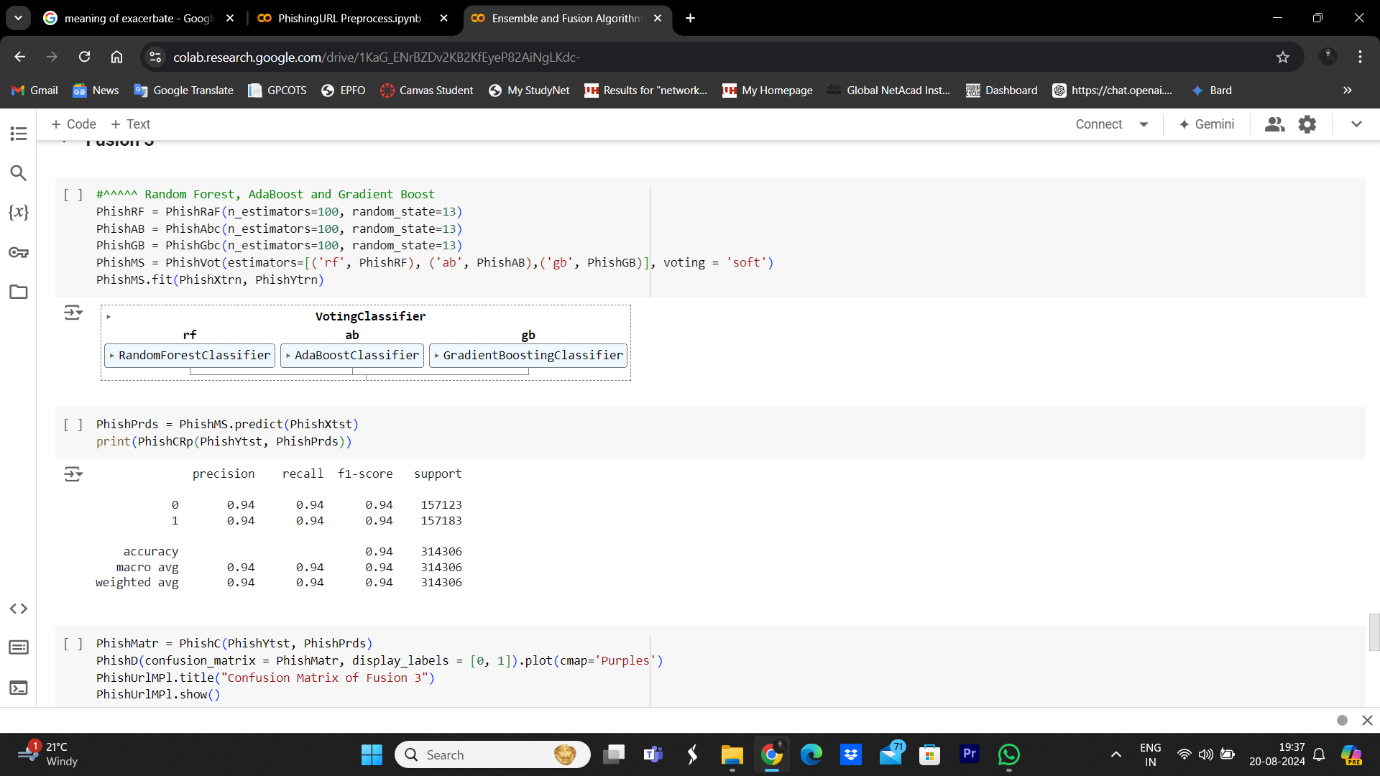 meaning of exacerbate - Googl
PhishingURL Preprocess.ipynb
Ensemble and Fusion Algorithm
colab.research.google.com/drive/1KaG_ENrBZDv2KB2KfEyeP82AiNgLKdc-
Gmail News Google Translate GPCOTS EPFO Canvas Student My StudyNet Results for "network... My Homepage Global NetAcad Inst... Dashboard https://chat.openai.... Bard »
+ Code + Text Connect Gemini
Fusion 3
[ ] #^^^^^ Random Forest, AdaBoost and Gradient Boost
PhishRF = PhishRaF(n_estimators=100, random_state=13)
PhishAB = PhishAbc(n_estimators=100, random_state=13)
PhishGB = PhishGbc(n_estimators=100, random_state=13)
PhishMS = PhishVot(estimators=[('rf', PhishRF), ('ab', PhishAB),('gb', PhishGB)], voting = 'soft')
PhishMS.fit(PhishXtrn, PhishYtrn)
VotingClassifier
rf ab gb
RandomForestClassifier AdaBoostClassifier GradientBoostingClassifier
[ ] PhishPrds = PhishMS.predict(PhishXtst)
print(PhishCRp(PhishYtst, PhishPrds))
precision recall f1-score support
0 0.94 0.94 0.94 157123
1 0.94 0.94 0.94 157183
accuracy 0.94 314306
macro avg 0.94 0.94 0.94 314306
weighted avg 0.94 0.94 0.94 314306
[ ] PhishMatr = PhishC(PhishYtst, PhishPrds)
PhishD(confusion_matrix = PhishMatr, display_labels = [0, 1]).plot(cmap='Purples')
PhishUrlMPl.title("Confusion Matrix of Fusion 3")
PhishUrlMPl.show()
{x}
<>
1 21°C
Windy
Search
71
Pr
ENG
IN
19:37
20-08-2024
PRE